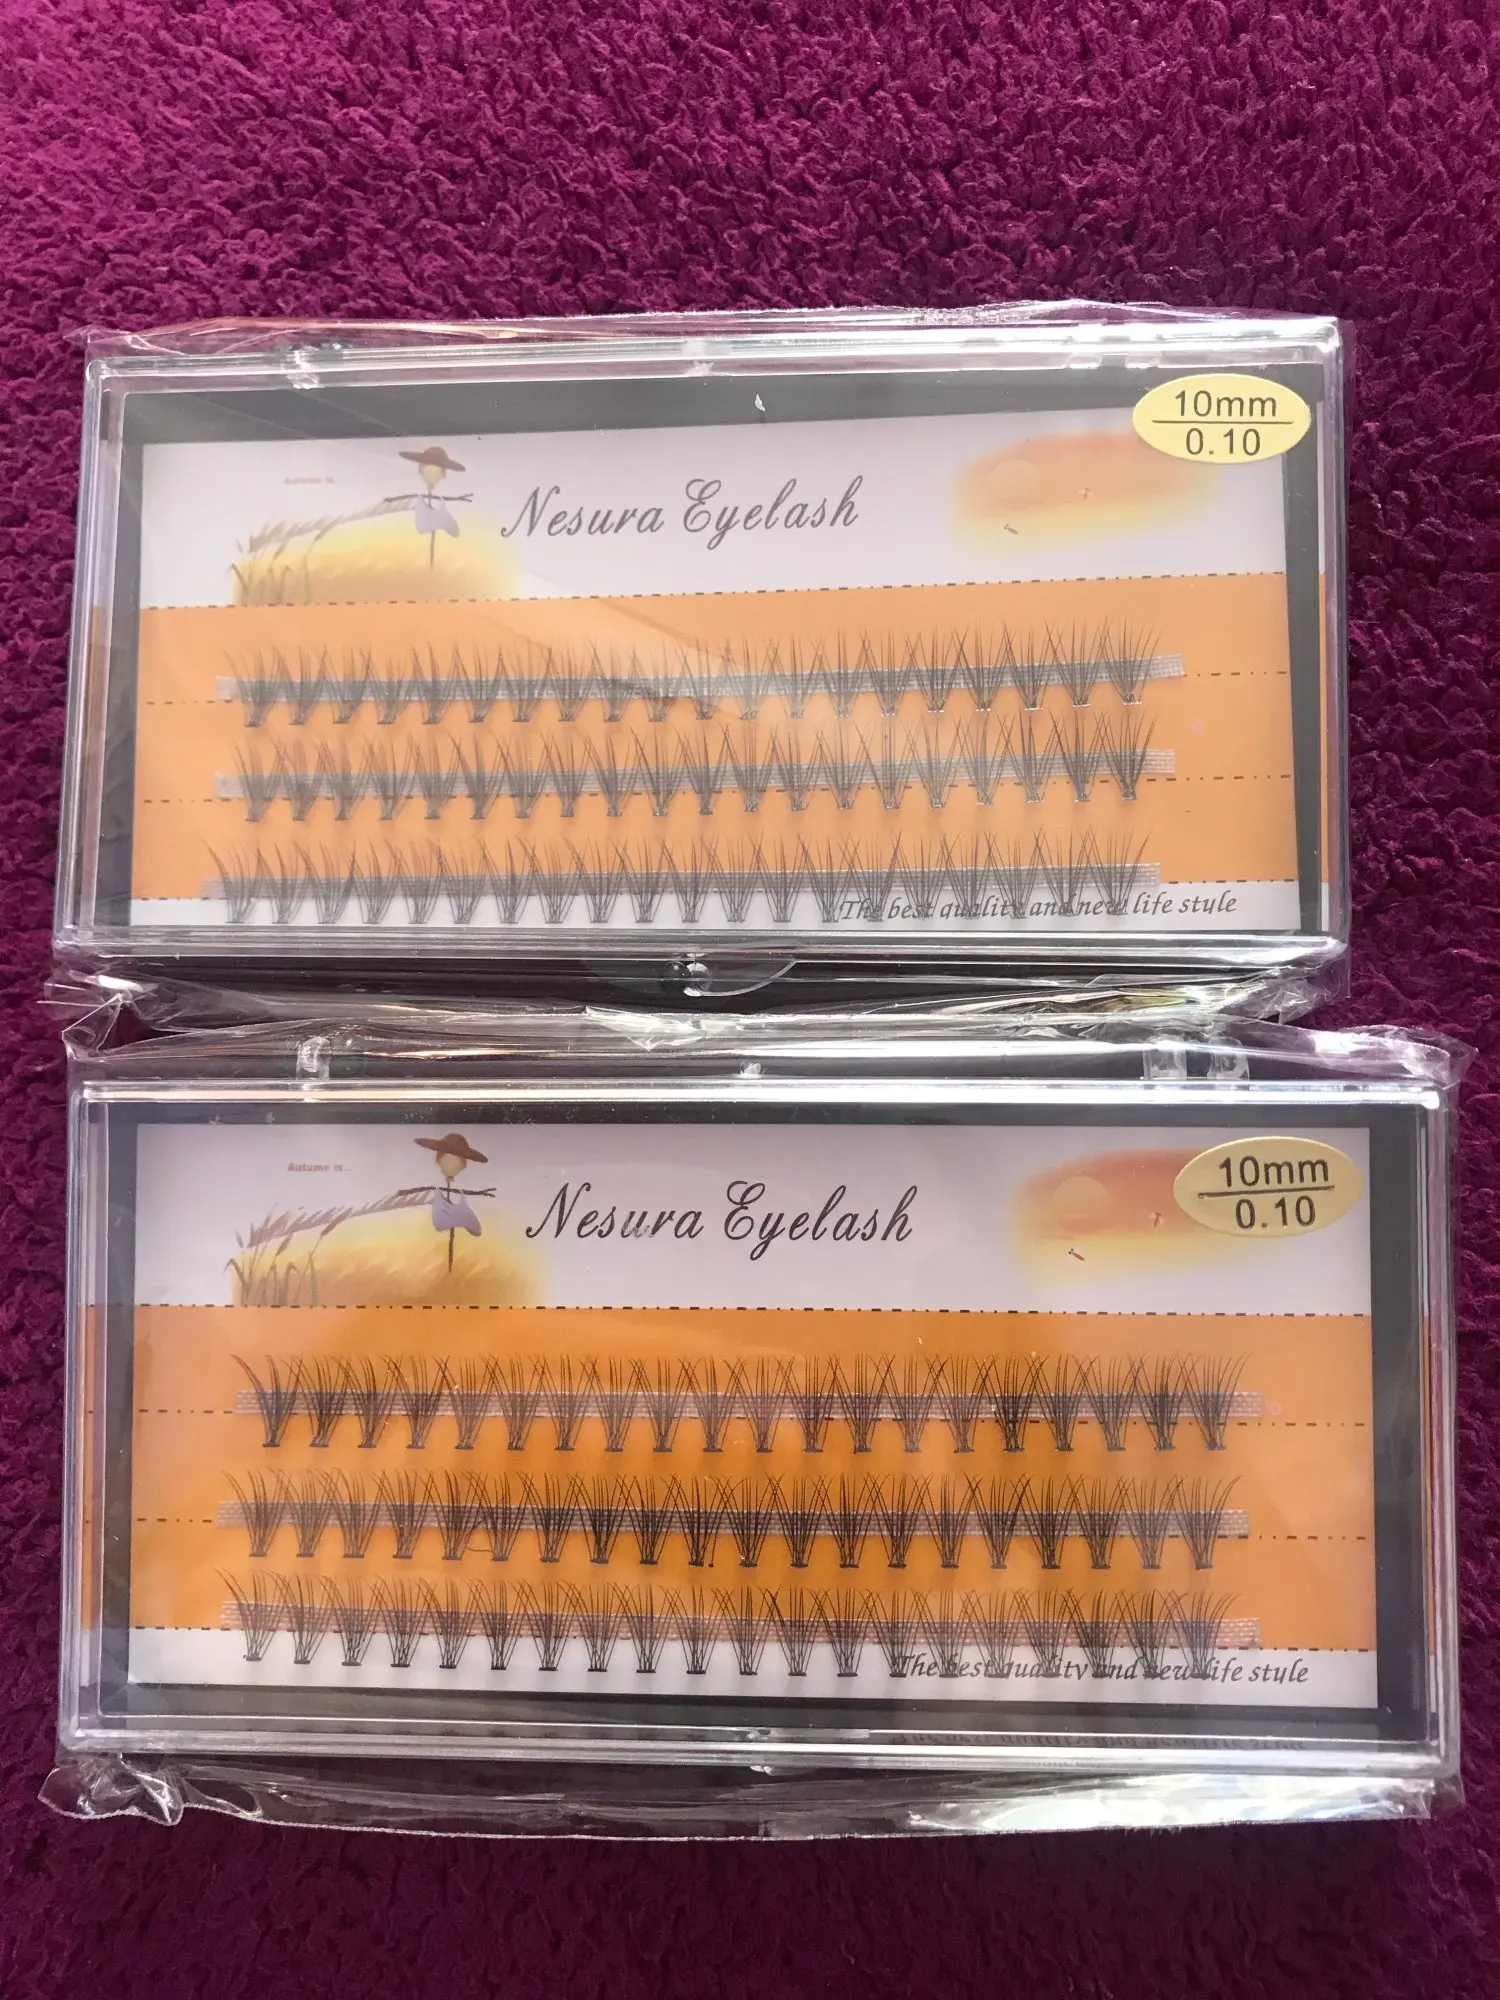 10mm
0.10
Autumn is..
Nesura Eyelash
The best quality and new life style
10mm
0.10
Autumn is..
Nesura Eyelash
The best quality and new life style